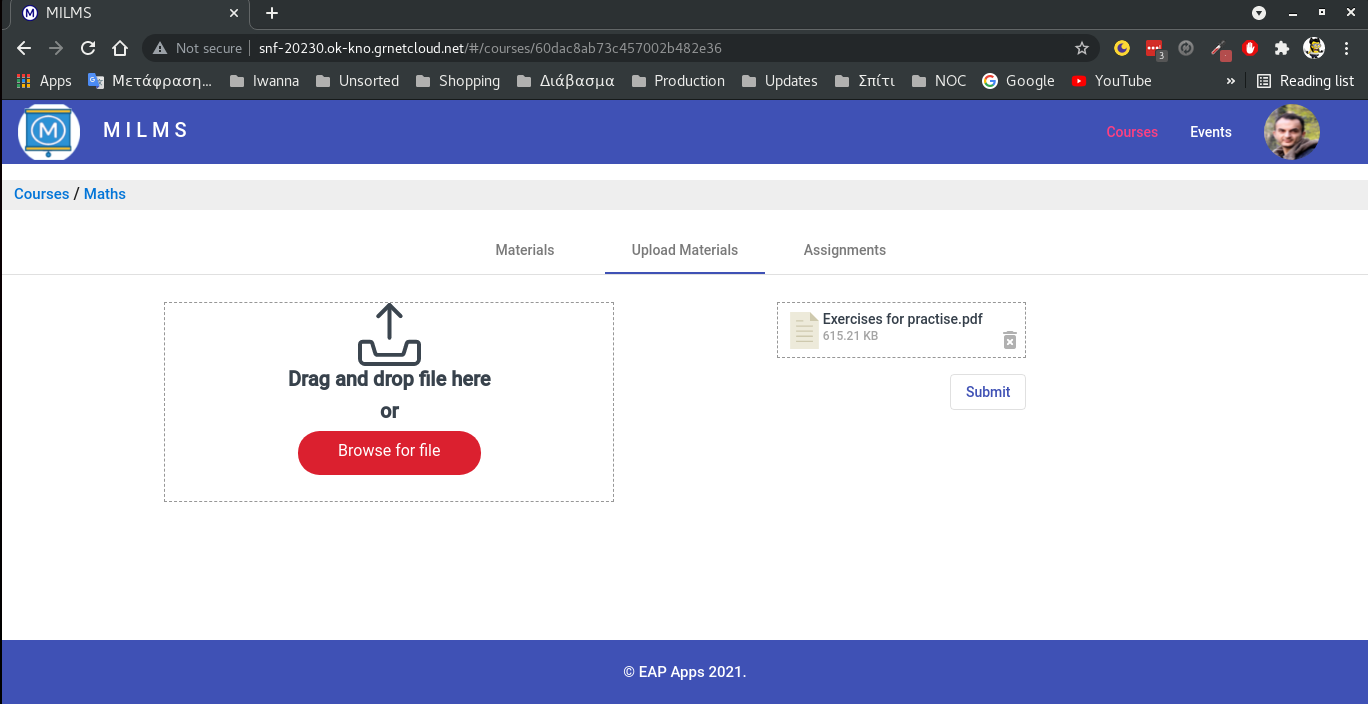 MILMS
Not secure snf-20230.ok-kno.grnetcloud.net/#/courses/60dac8ab73c457002b482e36
3
Apps Μετάφραση... Iwanna Unsorted Shopping Διάβασμα Production Updates Σπίτι NOC Google YouTube » Reading list
M MILMS Courses Events
Courses / Maths
Materials Upload Materials Assignments
Drag and drop file here
or
Browse for file
Exercises for practise.pdf
615.21 KB
Submit
© EAP Apps 2021.